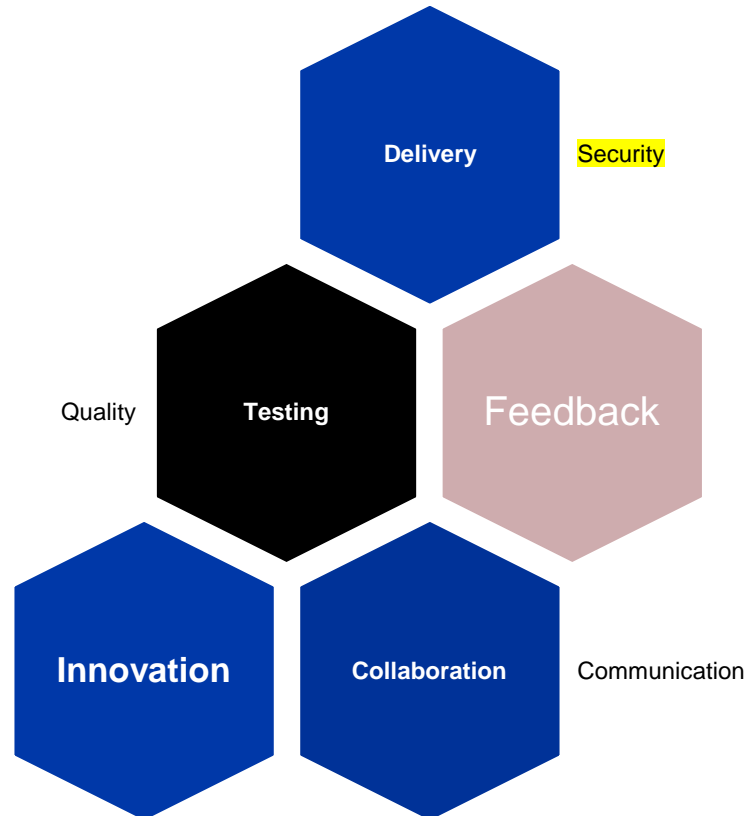 Delivery
Security
Quality
Testing
Feedback
Innovation
Collaboration
Communication